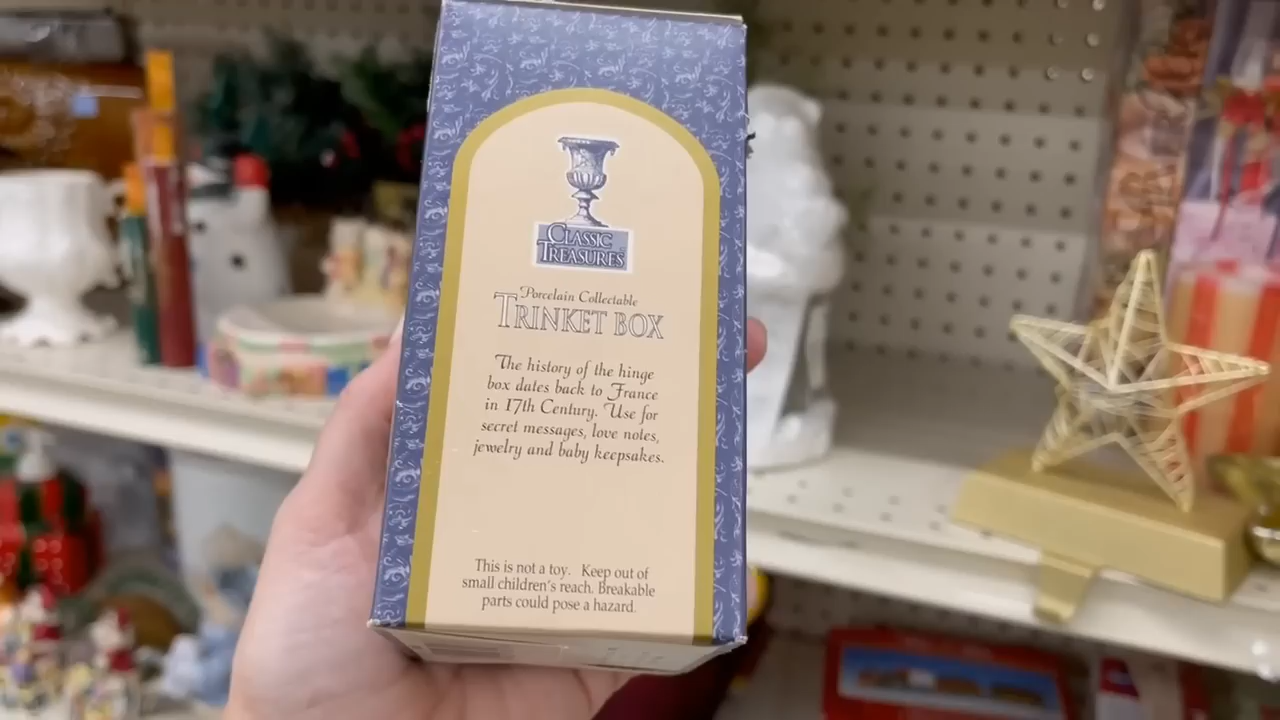 CLASSIC
TREASURES
Porcelain Collectable
TRINKET BOX
The history of the hinge
box dates back to France
in 17th Century. Use for
secret messages, love notes,
jewelry and baby keepsakes.
This is not a toy. Keep out of
small children's reach. Breakable
parts could pose a hazard.